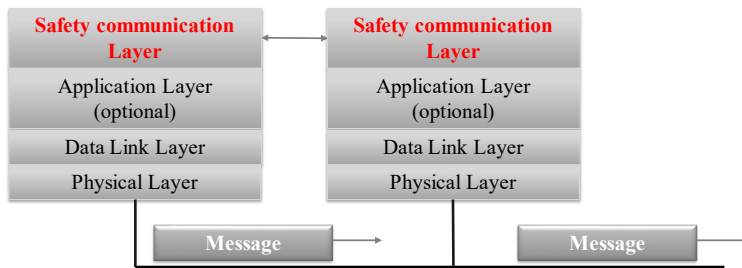 Safety communication
Layer
Application Layer
(optional)
Data Link Layer
Physical Layer
Safety communication
Layer
Application Layer
(optional)
Data Link Layer
Physical Layer
Message
Message